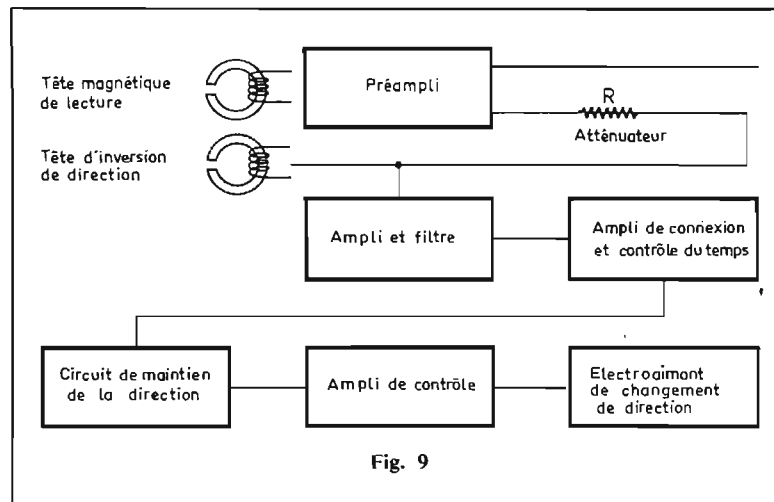 Tête magnétique
de lecture
Préampli
R
Atténuateur
Tête d'inversion
de direction
Ampli et filtre
Ampli de connexion
et contrôle du temps
Circuit de maintien
de la direction
Ampli de contrôle
Electroaimant
de changement
de direction
Fig. 9